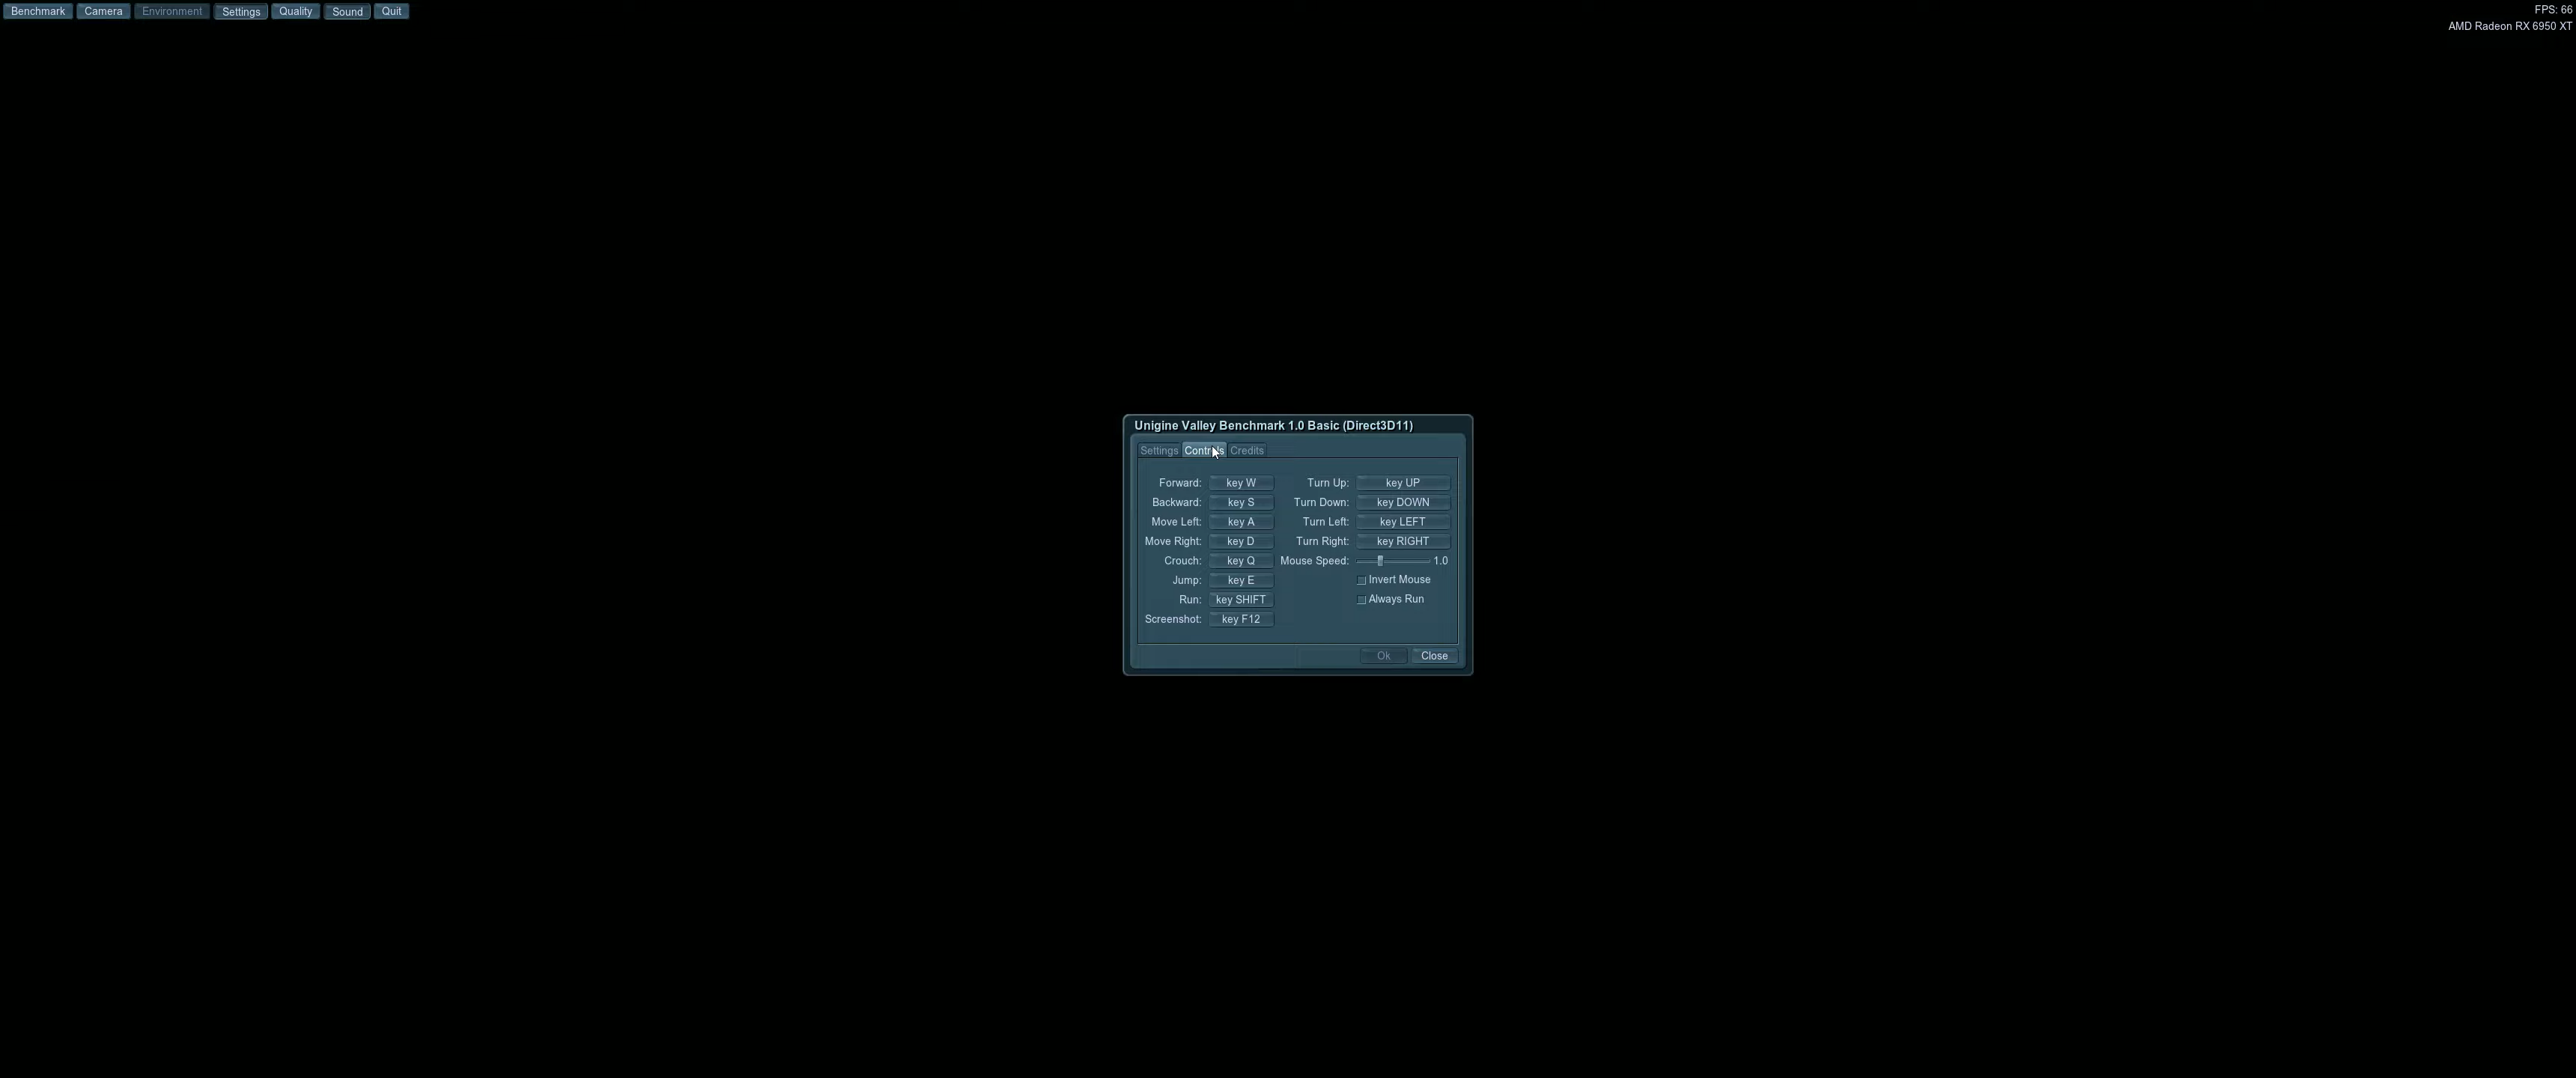 Benchmark Camera Environment Settings Quality Sound Quit
FPS: 66
AMD Radeon RX 6950 XT
Unigine Valley Benchmark 1.0 Basic (Direct3D11)
Settings Controls Credits
Forward: key W Turn Up: key UP
Backward: key S Turn Down: key DOWN
Move Left: key A Turn Left: key LEFT
Move Right: key D Turn Right: key RIGHT
Crouch: key Q Mouse Speed: 1.0
Jump: key E Invert Mouse
Run: key SHIFT Always Run
Screenshot: key F12
Ok Close